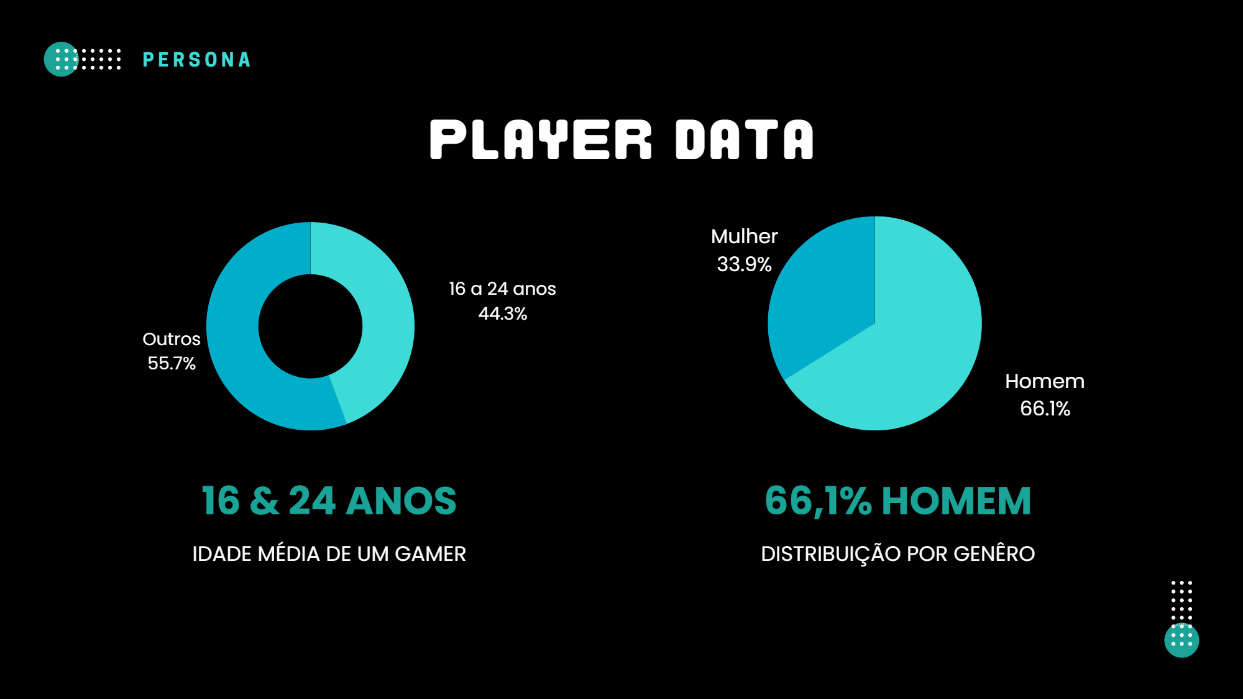 PERSONA
PLAYER DATA
16 a 24 anos
44.3%
Outros
55.7%
Mulher
33.9%
Homem
66.1%
16 & 24 ANOS
IDADE MÉDIA DE UM GAMER
66,1% HOMEM
DISTRIBUIÇÃO POR GENÊRO